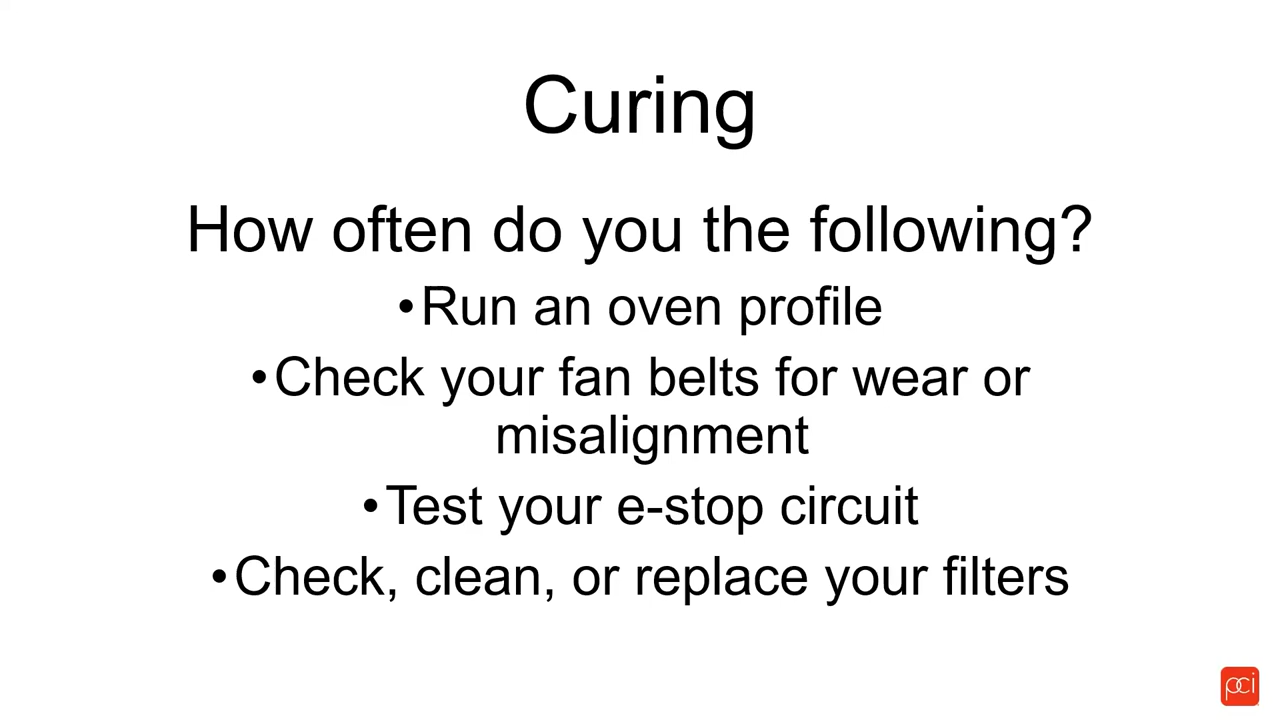 Curing
How often do you the following?
•Run an oven profile
•Check your fan belts for wear or
misalignment
•Test your e-stop circuit
•Check, clean, or replace your filters
pci